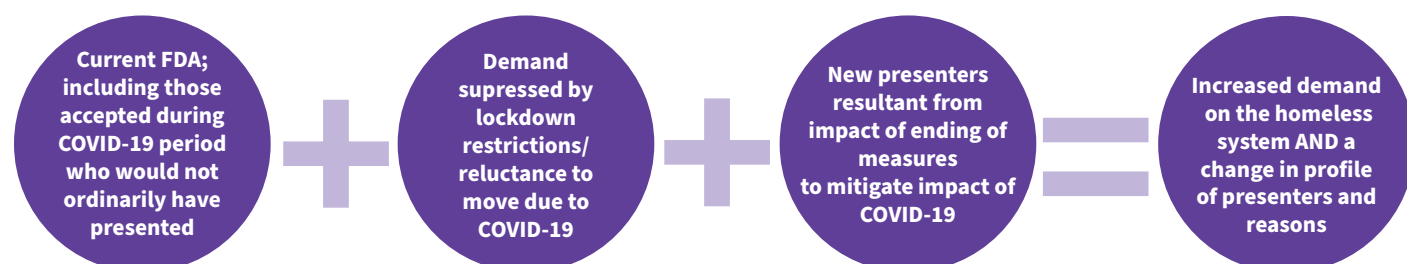 Current FDA;
including those
accepted during
COVID-19 period
who would not
ordinarily have
presented
Demand
supressed by
lockdown
restrictions/
reluctance to
move due to
COVID-19
New presenters
resultant from
impact of ending of
measures
to mitigate impact of
COVID-19
Increased demand
on the homeless
system AND a
change in profile
of presenters and
reasons